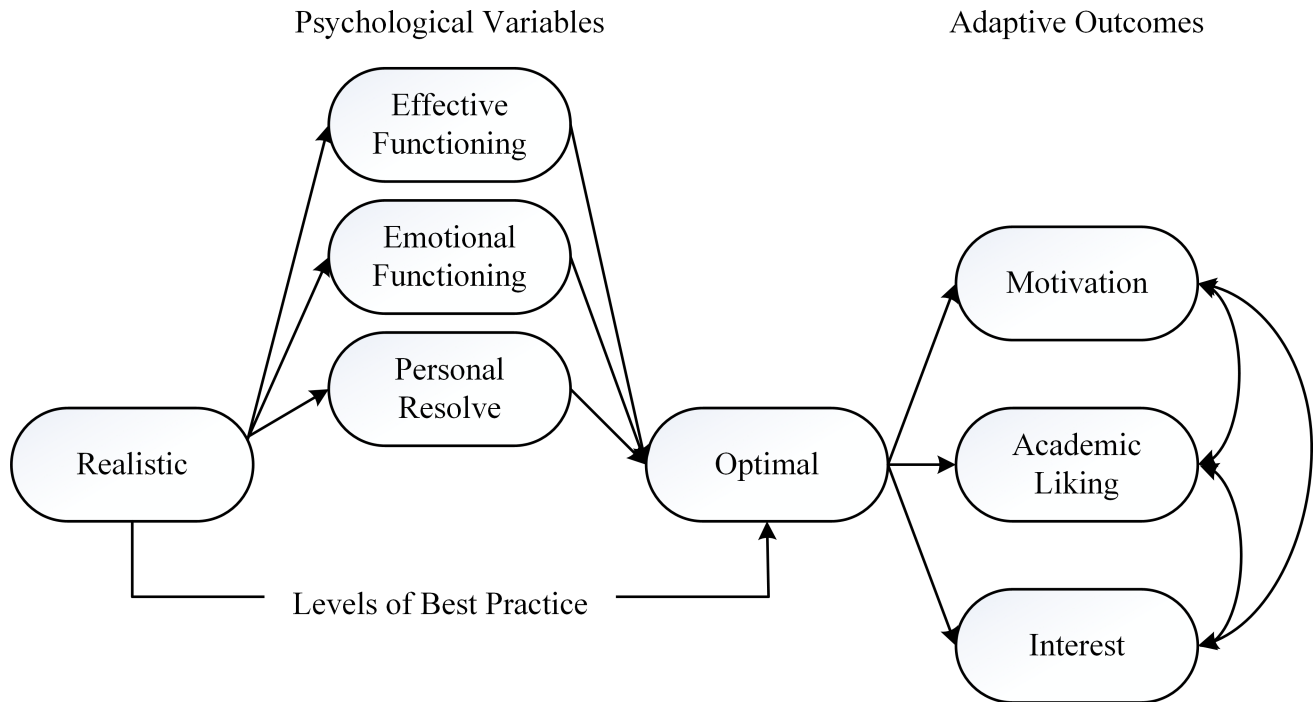 Psychological Variables
Adaptive Outcomes
Effective
Functioning
Emotional
Functioning
Personal
Resolve
Realistic
Optimal
Levels of Best Practice
Motivation
Academic
Liking
Interest